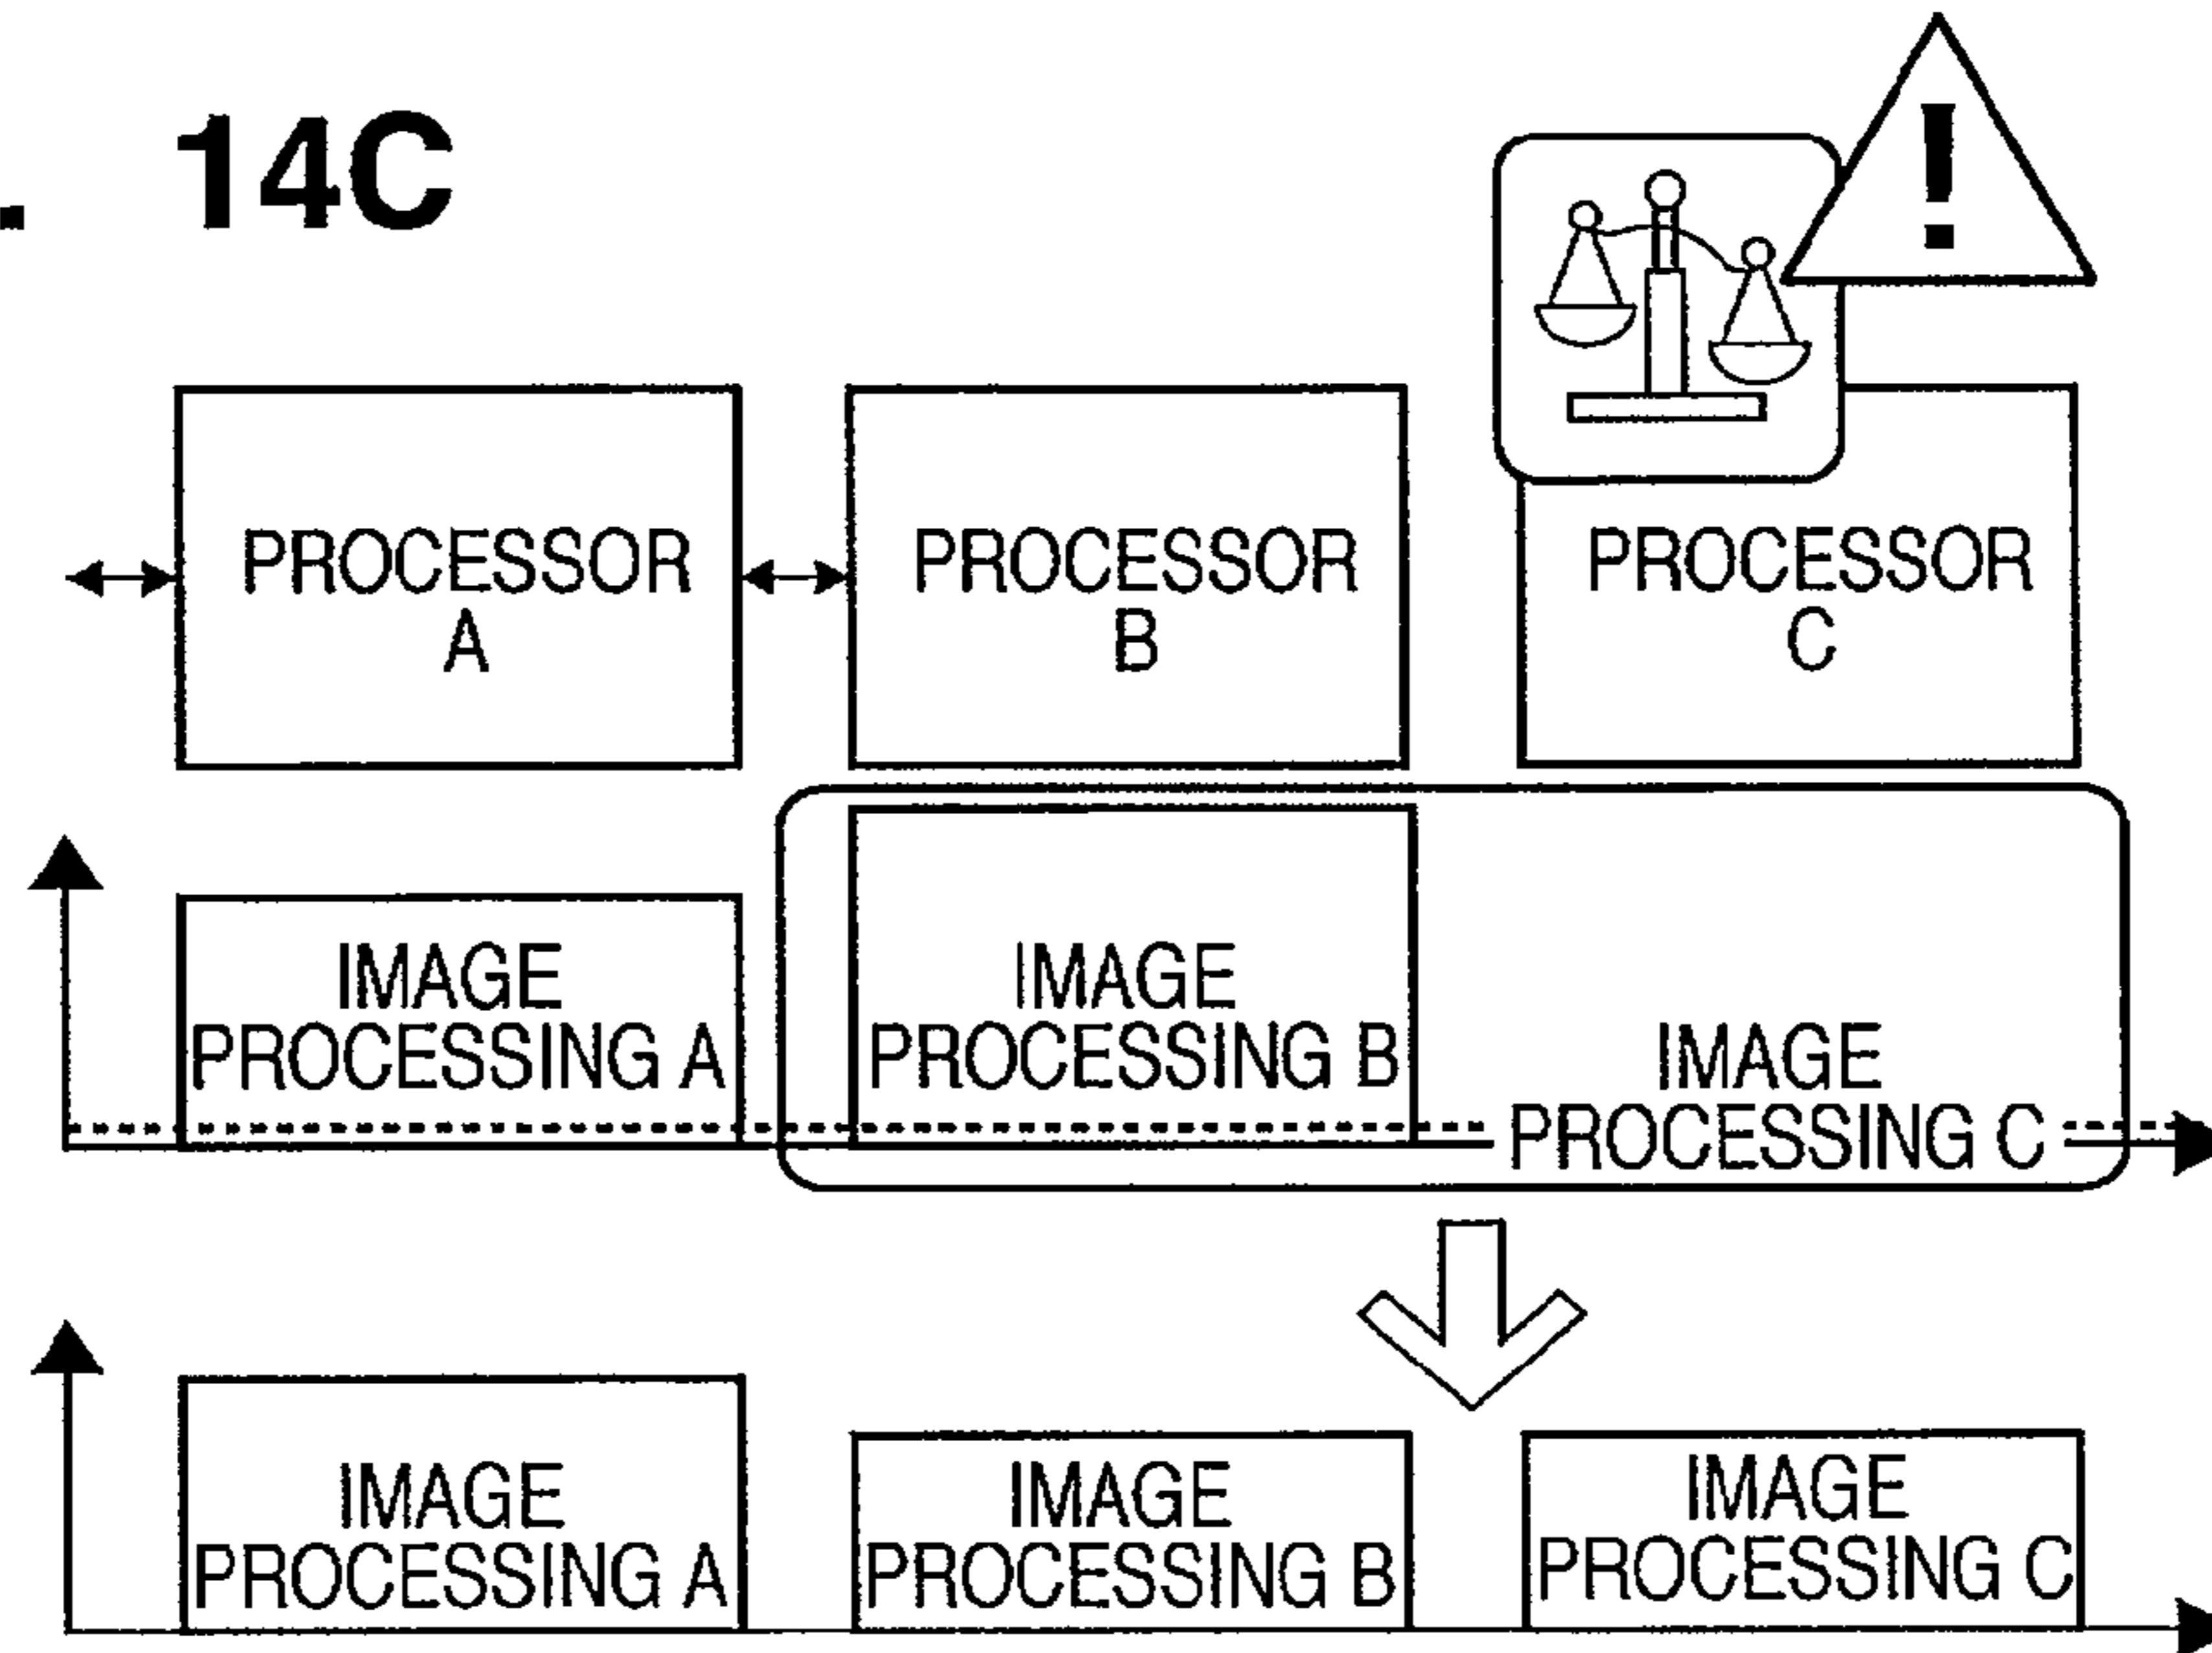 . 14C
!
PROCESSOR
A
PROCESSOR
B
PROCESSOR
C
IMAGE
PROCESSING A
IMAGE
PROCESSING B
IMAGE
PROCESSING C
IMAGE
PROCESSING A
IMAGE
PROCESSING B
IMAGE
PROCESSING C